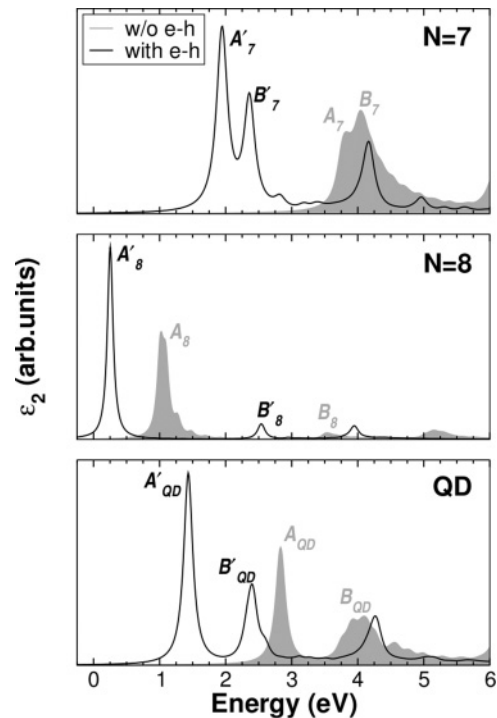 w/o e-h
with e-h
N=7
A'7
B'7
A7
B7
N=8
A'8
A8
B'8
B8
ε2 (arb.units)
QD
A'QD
B'QD
AQD
BQD
0 1 2 3 4 5 6
Energy (eV)